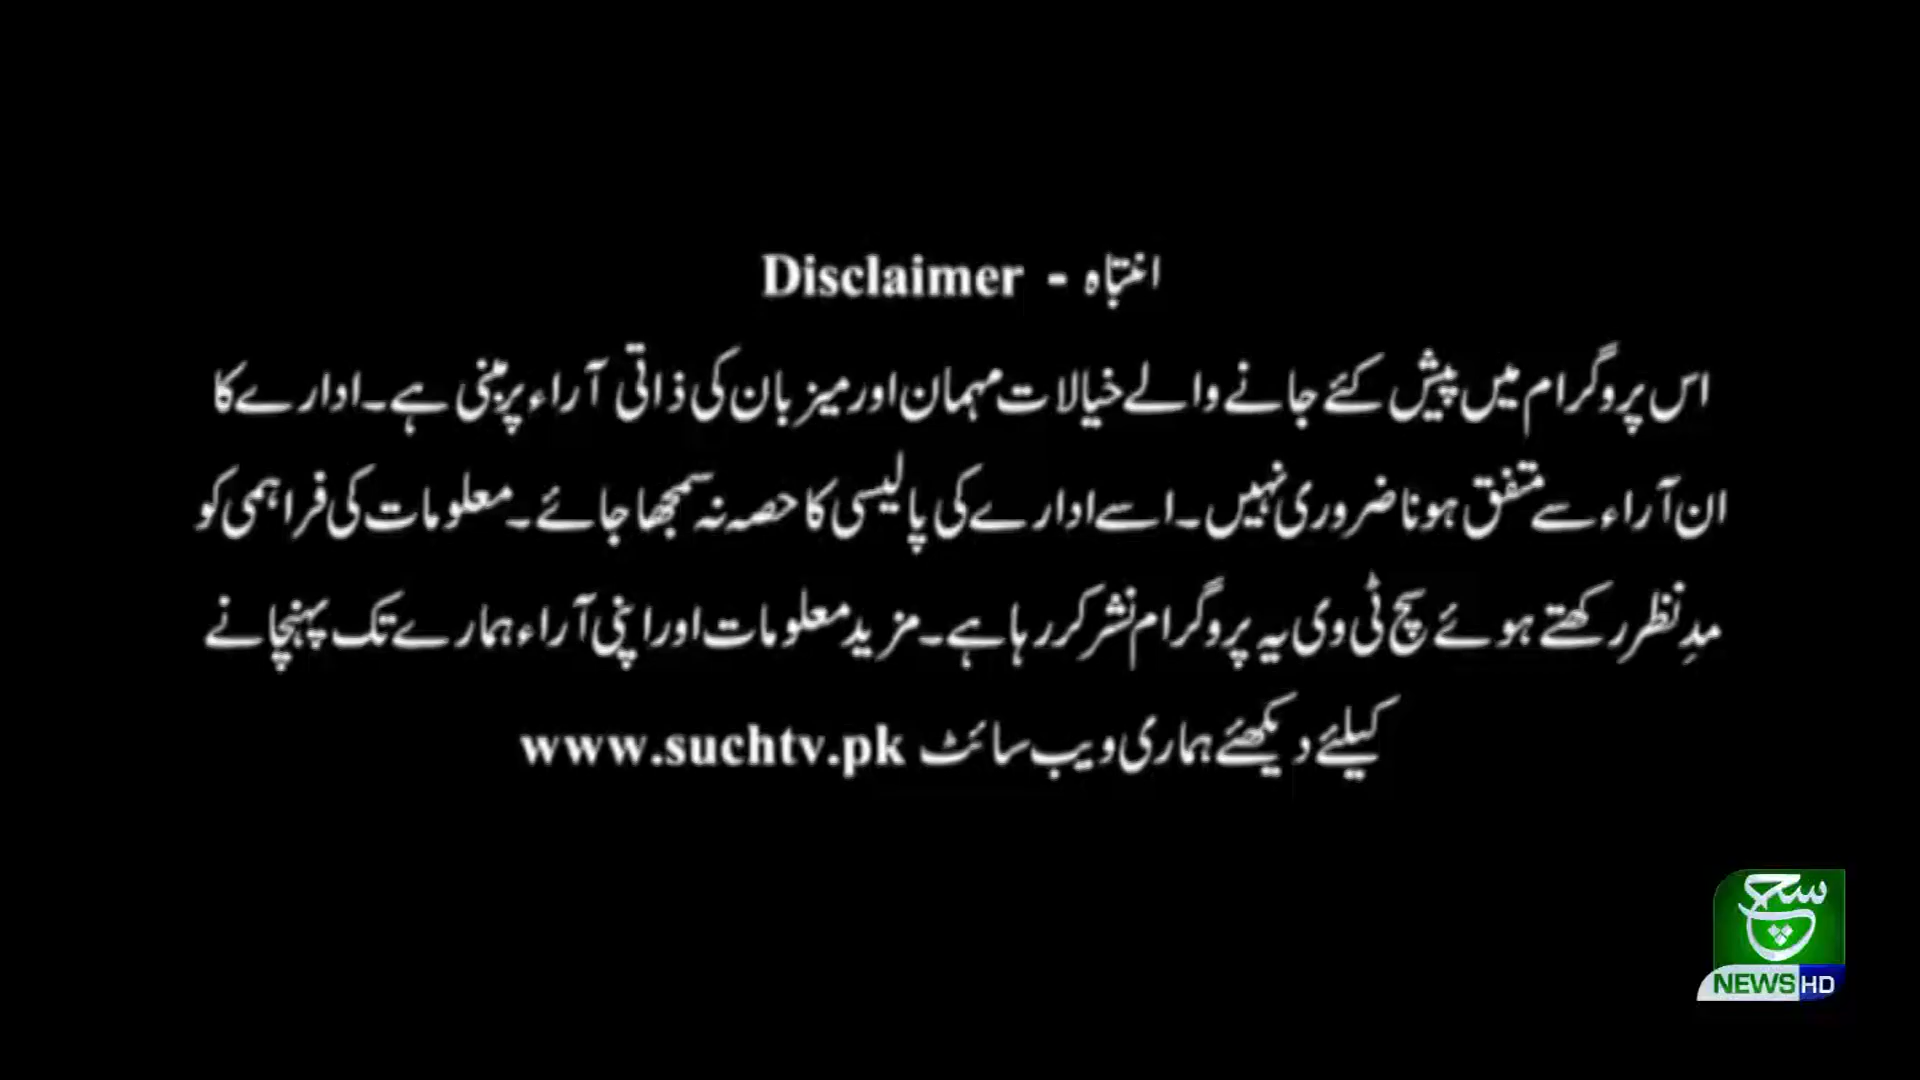 انتباہ - Disclaimer
اس پروگرام میں پیش کئے جانے والے خیالات مہمان اور میزبان کی ذاتی آراء پر مبنی ہے۔ ادارے کا
ان آراء سے متفق ہونا ضروری نہیں۔ اسے ادارے کی پالیسی کا حصہ نہ سمجھا جائے۔ معلومات کی فراہمی کو
مدِ نظر رکھتے ہوئے سچ ٹی وی یہ پروگرام نشر کر رہا ہے۔ مزید معلومات اور اپنی آراء ہمارے تک پہنچانے
کیلئے دیکھئے ہماری ویب سائٹ www.suchtv.pk
سچ
NEWS HD